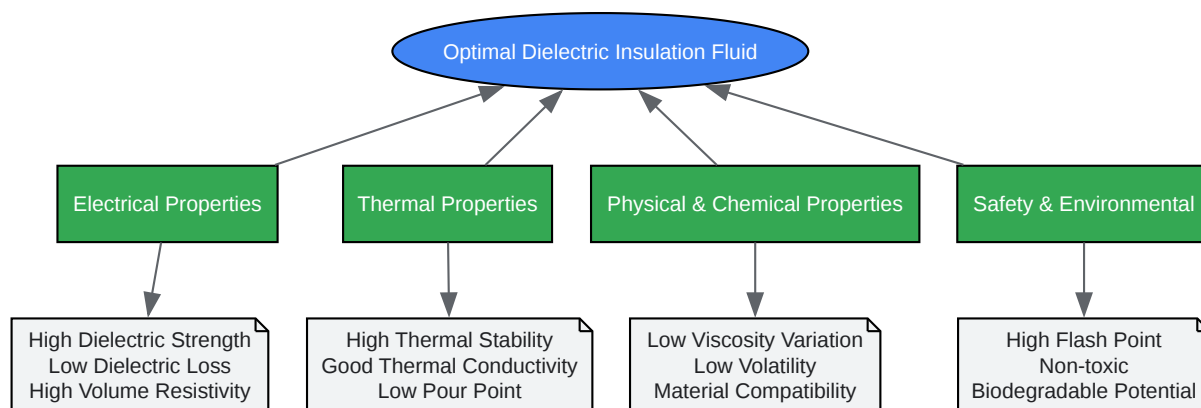 Optimal Dielectric Insulation Fluid
Electrical Properties
Thermal Properties
Physical & Chemical Properties
Safety & Environmental
High Dielectric Strength
Low Dielectric Loss
High Volume Resistivity
High Thermal Stability
Good Thermal Conductivity
Low Pour Point
Low Viscosity Variation
Low Volatility
Material Compatibility
High Flash Point
Non-toxic
Biodegradable Potential